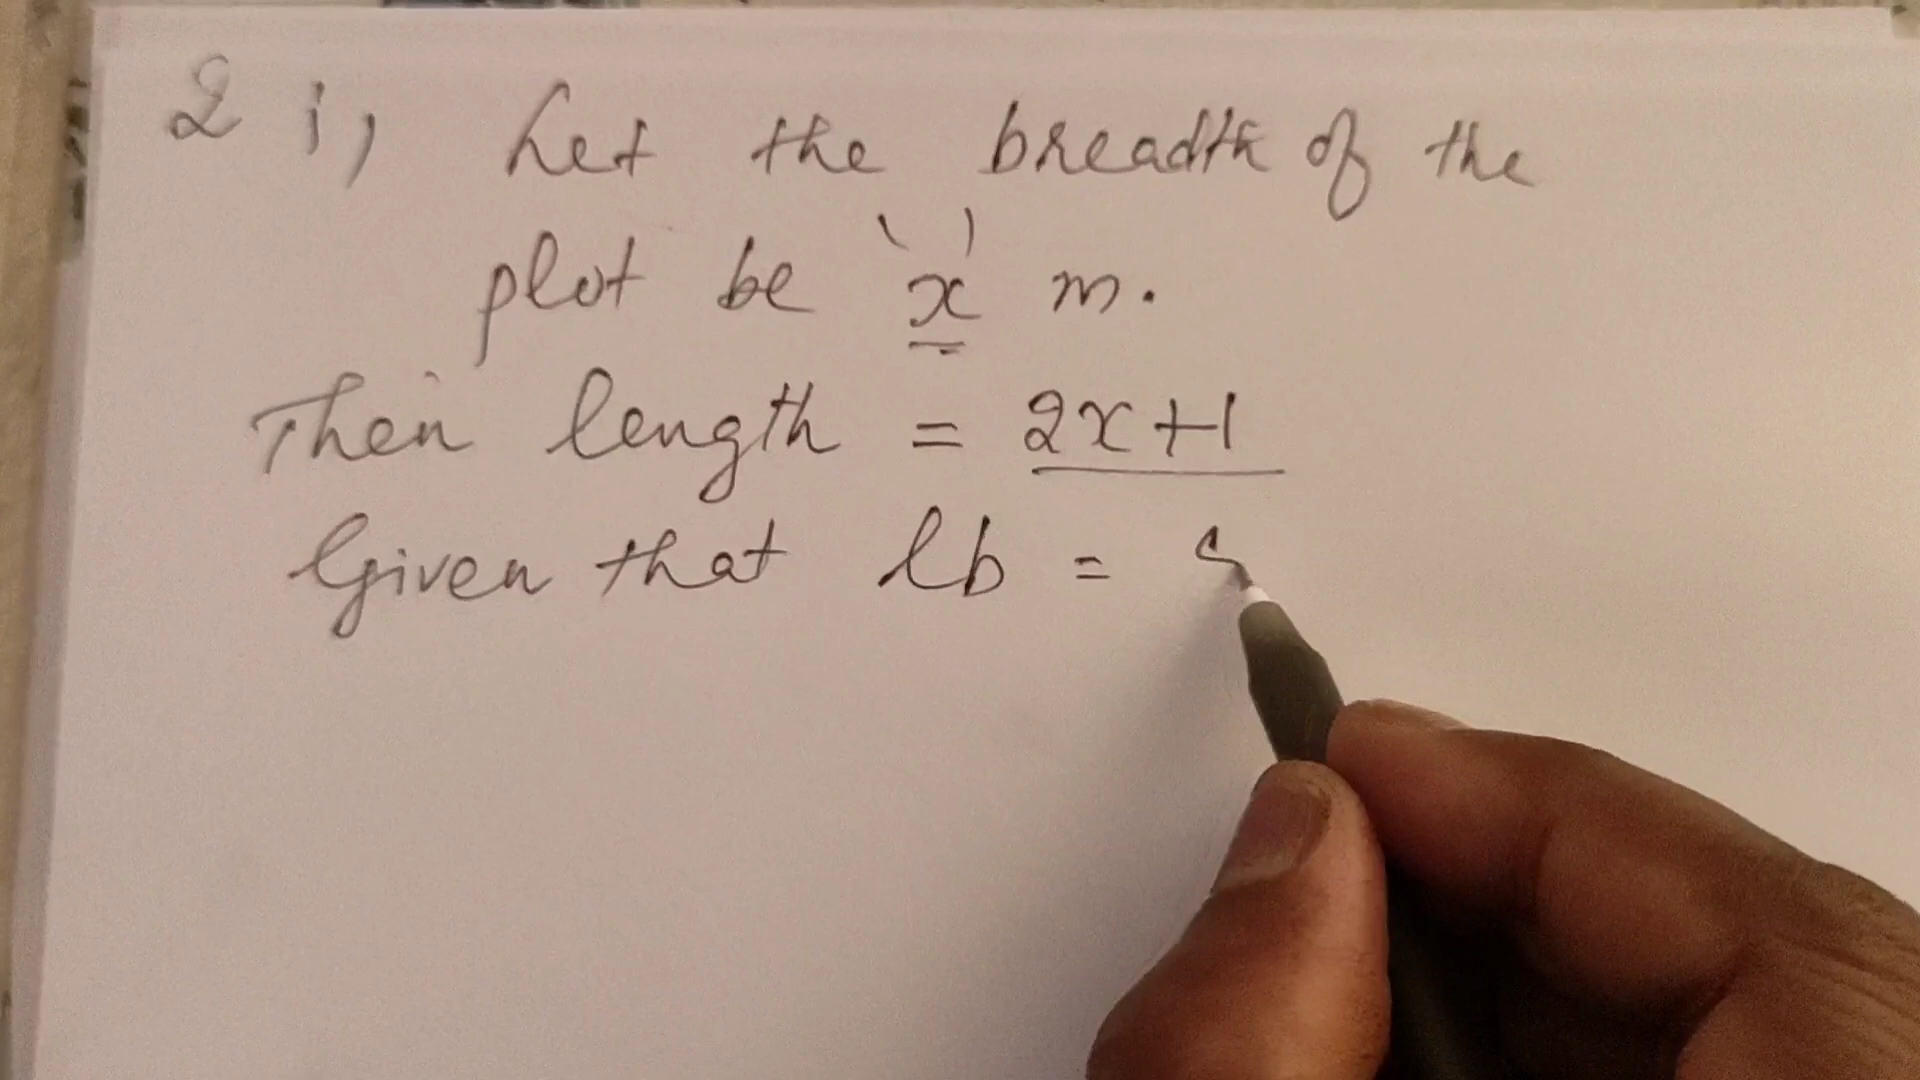 2 i, Let the breadth of the
plot be 'x' m.
Then length = 2x+1
Given that lb =